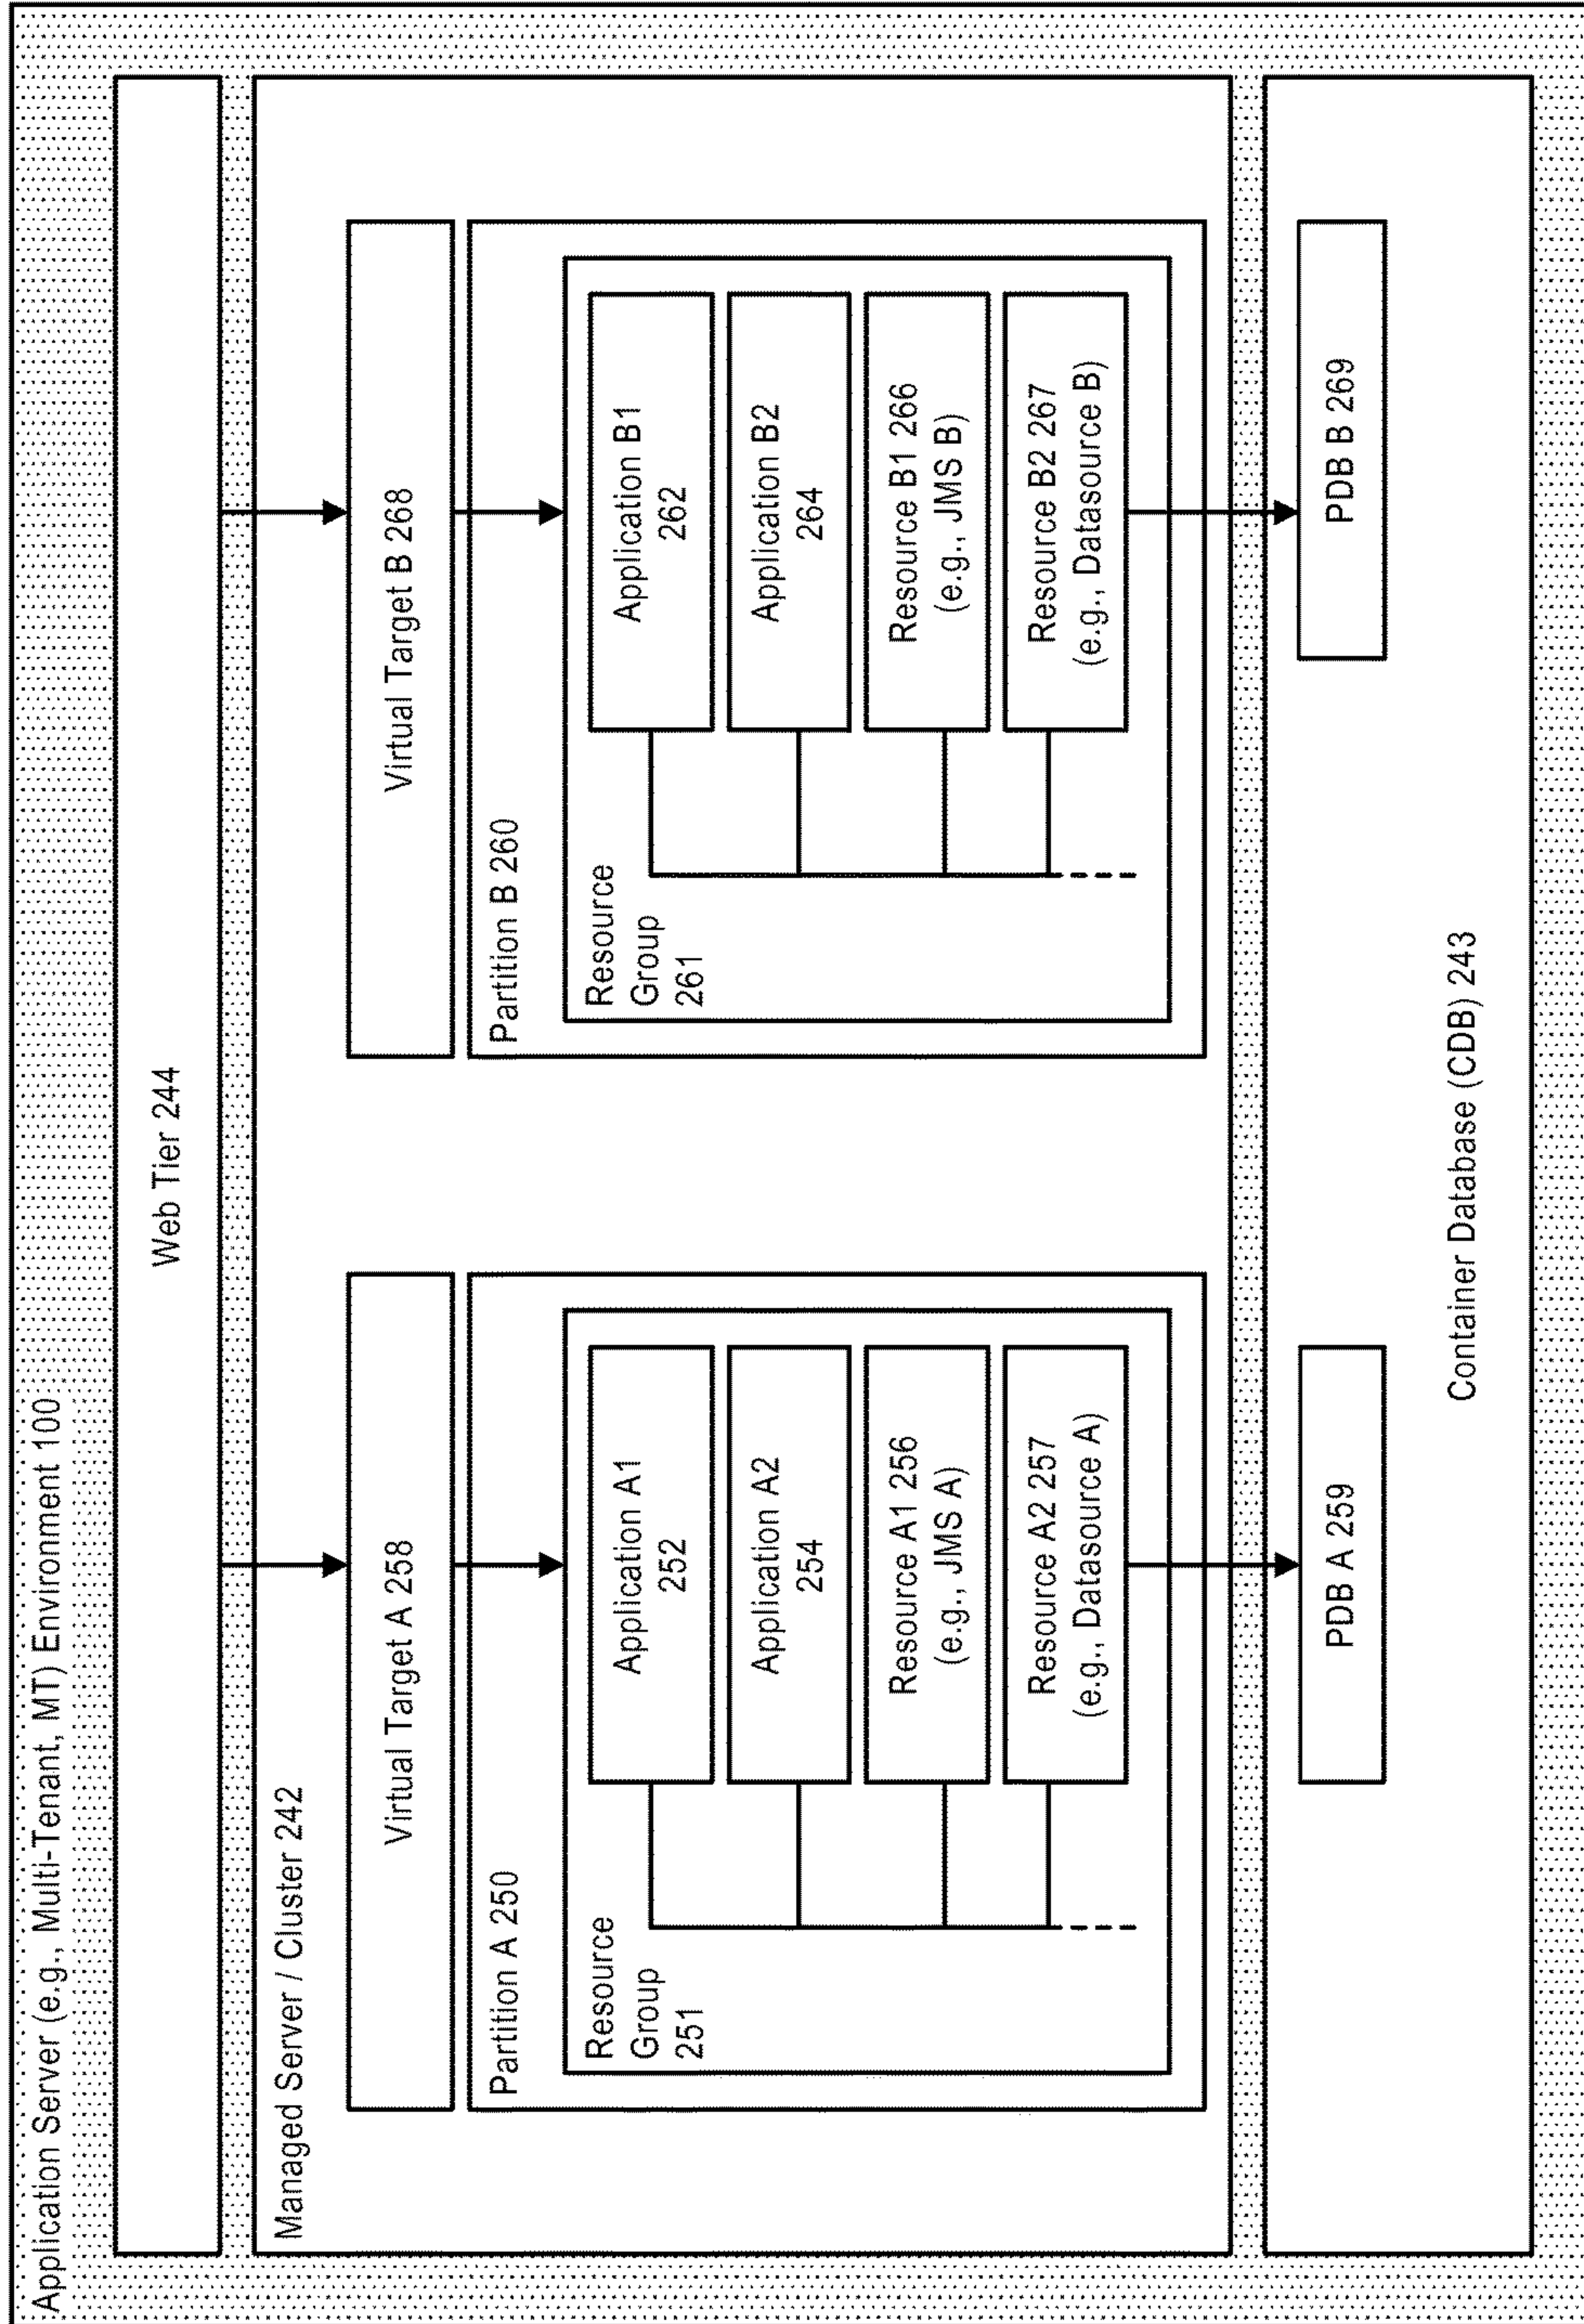 Application Server (e.g., Multi-Tenant, MT) Environment 100
Web Tier 244
Managed Server / Cluster 242
Virtual Target A 258
Partition A 250
Resource
Group
251
Application A1
252
Application A2
254
Resource A1 256
(e.g., JMS A)
Resource A2 257
(e.g., Datasource A)
Virtual Target B 268
Partition B 260
Resource
Group
261
Application B1
262
Application B2
264
Resource B1 266
(e.g., JMS B)
Resource B2 267
(e.g., Datasource B)
PDB A 259
PDB B 269
Container Database (CDB) 243